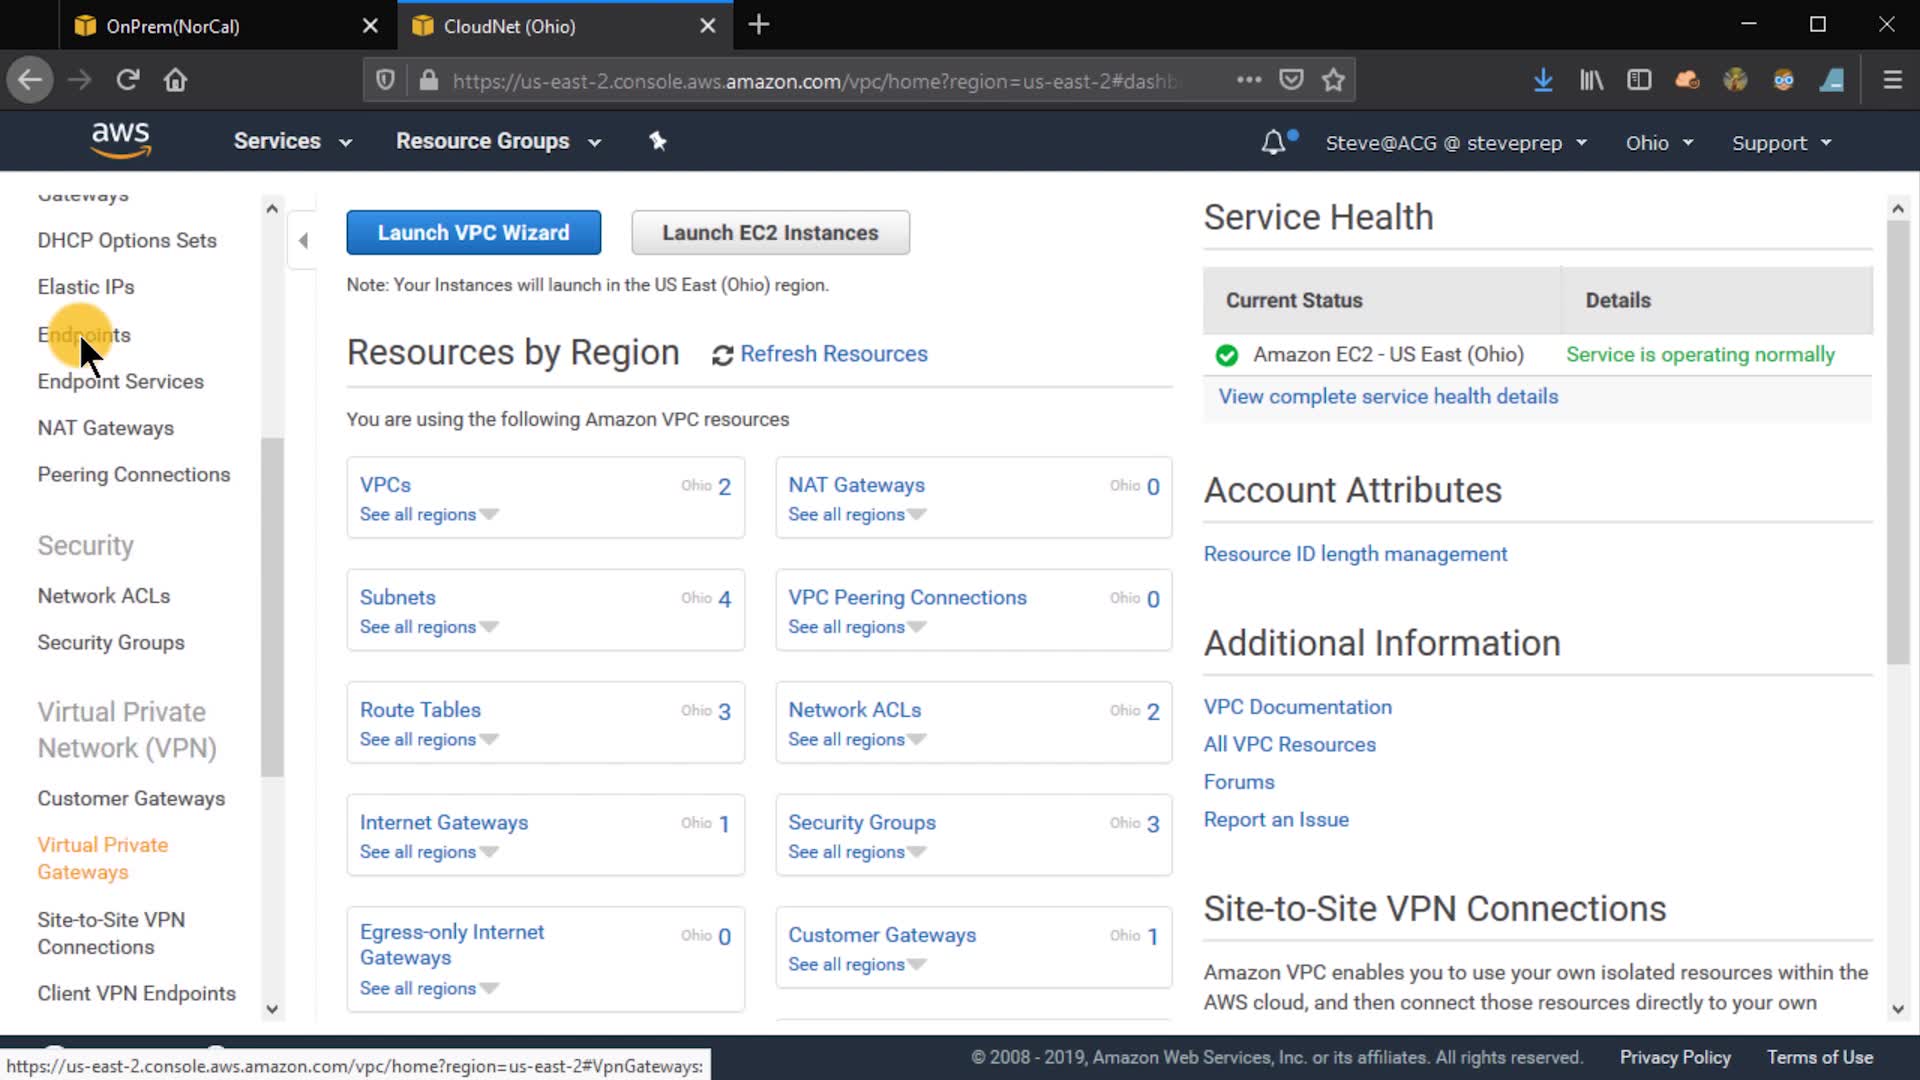 OnPrem(NorCal)
CloudNet (Ohio)
https://us-east-2.console.aws.amazon.com/vpc/home?region=us-east-2#dashb
aws
Services
Resource Groups
Steve@ACG @ steveprep
Ohio
Support
Gateways
DHCP Options Sets
Elastic IPs
Endpoints
Endpoint Services
NAT Gateways
Peering Connections
Security
Network ACLs
Security Groups
Virtual Private
Network (VPN)
Customer Gateways
Virtual Private
Gateways
Site-to-Site VPN
Connections
Client VPN Endpoints
Launch VPC Wizard
Launch EC2 Instances
Note: Your Instances will launch in the US East (Ohio) region.
Resources by Region
Refresh Resources
You are using the following Amazon VPC resources
VPCs
Ohio 2
See all regions
NAT Gateways
Ohio 0
See all regions
Subnets
Ohio 4
See all regions
VPC Peering Connections
Ohio 0
See all regions
Route Tables
Ohio 3
See all regions
Network ACLs
Ohio 2
See all regions
Internet Gateways
Ohio 1
See all regions
Security Groups
Ohio 3
See all regions
Egress-only Internet
Gateways
Ohio 0
See all regions
Customer Gateways
Ohio 1
See all regions
Service Health
Current Status
Details
Amazon EC2 - US East (Ohio)
Service is operating normally
View complete service health details
Account Attributes
Resource ID length management
Additional Information
VPC Documentation
All VPC Resources
Forums
Report an Issue
Site-to-Site VPN Connections
Amazon VPC enables you to use your own isolated resources within the
AWS cloud, and then connect those resources directly to your own
https://us-east-2.console.aws.amazon.com/vpc/home?region=us-east-2#VpnGateways:
© 2008 - 2019, Amazon Web Services, Inc. or its affiliates. All rights reserved.
Privacy Policy
Terms of Use